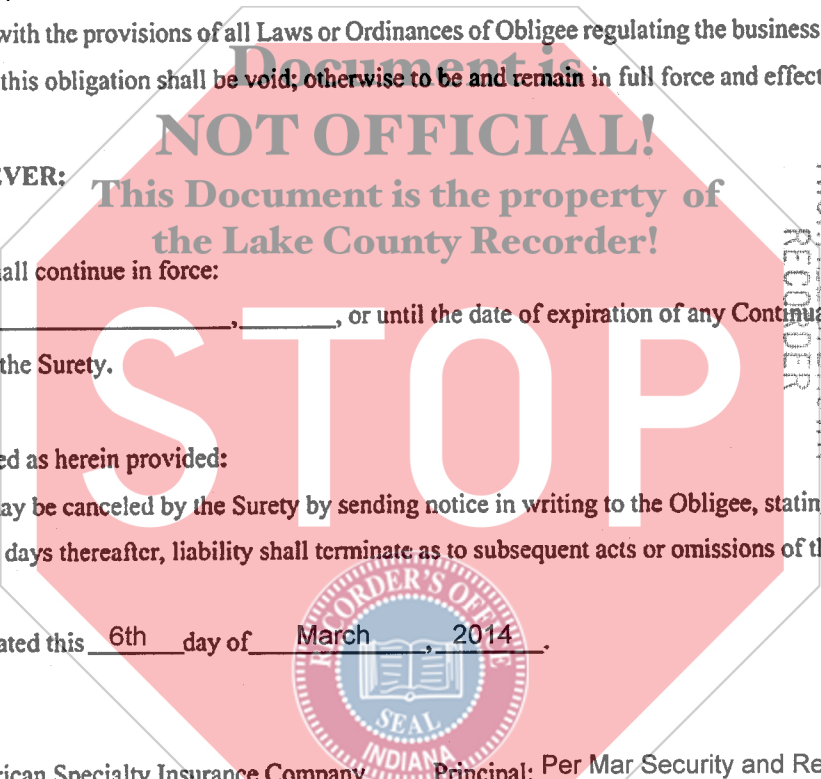 with the provisions of all Laws or Ordinances of Obligee regulating the business
Document is
this obligation shall be void; otherwise to be and remain in full force and effect
NOT OFFICIAL!
EVER:
This Document is the property of
the Lake County Recorder!
RECORDER
all continue in force:
, , or until the date of expiration of any Continua
the Surety.
STOP
ed as herein provided:
ay be canceled by the Surety by sending notice in writing to the Obligee, statin
days thereafter, liability shall terminate as to subsequent acts or omissions of th
RECORDER'S OFFICE
ated this 6th day of March , 2014 .
SEAL
INDIANA
rican Specialty Insurance Company Principal: Per Mar Security and Re